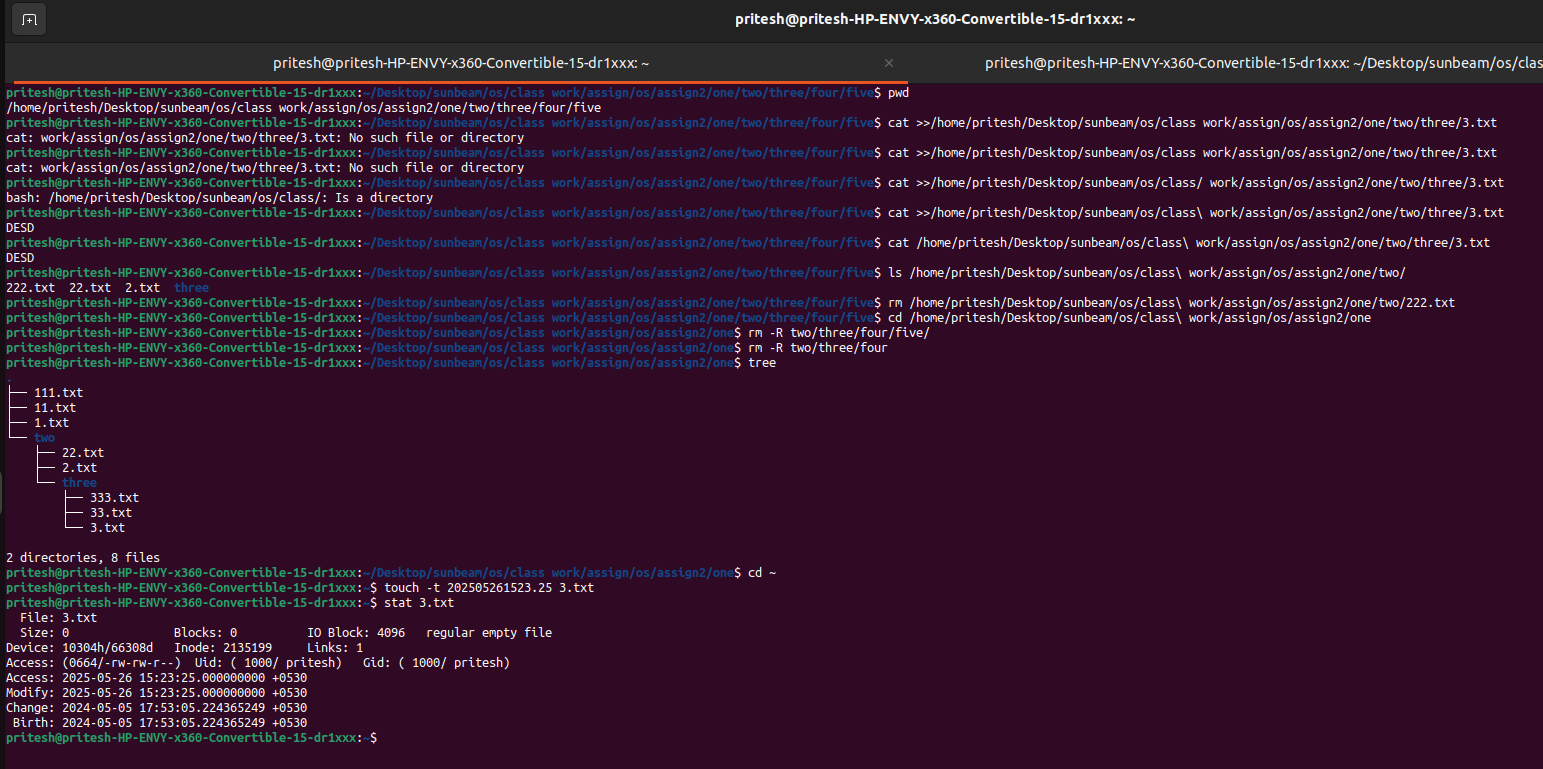 pritesh@pritesh-HP-ENVY-x360-Convertible-15-dr1xxx: ~
pritesh@pritesh-HP-ENVY-x360-Convertible-15-dr1xxx: ~ × pritesh@pritesh-HP-ENVY-x360-Convertible-15-dr1xxx: ~/Desktop/sunbeam/os/clas
pritesh@pritesh-HP-ENVY-x360-Convertible-15-dr1xxx:~/Desktop/sunbeam/os/class work/assign/os/assign2/one/two/three/four/five$ pwd
/home/pritesh/Desktop/sunbeam/os/class work/assign/os/assign2/one/two/three/four/five
pritesh@pritesh-HP-ENVY-x360-Convertible-15-dr1xxx:~/Desktop/sunbeam/os/class work/assign/os/assign2/one/two/three/four/five$ cat >>/home/pritesh/Desktop/sunbeam/os/class work/assign/os/assign2/one/two/three/3.txt
cat: work/assign/os/assign2/one/two/three/3.txt: No such file or directory
pritesh@pritesh-HP-ENVY-x360-Convertible-15-dr1xxx:~/Desktop/sunbeam/os/class work/assign/os/assign2/one/two/three/four/five$ cat >>/home/pritesh/Desktop/sunbeam/os/class work/assign/os/assign2/one/two/three/3.txt
cat: work/assign/os/assign2/one/two/three/3.txt: No such file or directory
pritesh@pritesh-HP-ENVY-x360-Convertible-15-dr1xxx:~/Desktop/sunbeam/os/class work/assign/os/assign2/one/two/three/four/five$ cat >>/home/pritesh/Desktop/sunbeam/os/class/ work/assign/os/assign2/one/two/three/3.txt
bash: /home/pritesh/Desktop/sunbeam/os/class/: Is a directory
pritesh@pritesh-HP-ENVY-x360-Convertible-15-dr1xxx:~/Desktop/sunbeam/os/class work/assign/os/assign2/one/two/three/four/five$ cat >>/home/pritesh/Desktop/sunbeam/os/class\ work/assign/os/assign2/one/two/three/3.txt
DESD
pritesh@pritesh-HP-ENVY-x360-Convertible-15-dr1xxx:~/Desktop/sunbeam/os/class work/assign/os/assign2/one/two/three/four/five$ cat /home/pritesh/Desktop/sunbeam/os/class\ work/assign/os/assign2/one/two/three/3.txt
DESD
pritesh@pritesh-HP-ENVY-x360-Convertible-15-dr1xxx:~/Desktop/sunbeam/os/class work/assign/os/assign2/one/two/three/four/five$ ls /home/pritesh/Desktop/sunbeam/os/class\ work/assign/os/assign2/one/two/
222.txt 22.txt 2.txt three
pritesh@pritesh-HP-ENVY-x360-Convertible-15-dr1xxx:~/Desktop/sunbeam/os/class work/assign/os/assign2/one/two/three/four/five$ rm /home/pritesh/Desktop/sunbeam/os/class\ work/assign/os/assign2/one/two/222.txt
pritesh@pritesh-HP-ENVY-x360-Convertible-15-dr1xxx:~/Desktop/sunbeam/os/class work/assign/os/assign2/one/two/three/four/five$ cd /home/pritesh/Desktop/sunbeam/os/class\ work/assign/os/assign2/one
pritesh@pritesh-HP-ENVY-x360-Convertible-15-dr1xxx:~/Desktop/sunbeam/os/class work/assign/os/assign2/one$ rm -R two/three/four/five/
pritesh@pritesh-HP-ENVY-x360-Convertible-15-dr1xxx:~/Desktop/sunbeam/os/class work/assign/os/assign2/one$ rm -R two/three/four
pritesh@pritesh-HP-ENVY-x360-Convertible-15-dr1xxx:~/Desktop/sunbeam/os/class work/assign/os/assign2/one$ tree
.
├── 111.txt
├── 11.txt
├── 1.txt
└── two
    ├── 22.txt
    ├── 2.txt
    └── three
        ├── 333.txt
        ├── 33.txt
        └── 3.txt
2 directories, 8 files
pritesh@pritesh-HP-ENVY-x360-Convertible-15-dr1xxx:~/Desktop/sunbeam/os/class work/assign/os/assign2/one$ cd ~
pritesh@pritesh-HP-ENVY-x360-Convertible-15-dr1xxx:~$ touch -t 202505261523.25 3.txt
pritesh@pritesh-HP-ENVY-x360-Convertible-15-dr1xxx:~$ stat 3.txt
  File: 3.txt
  Size: 0 Blocks: 0 IO Block: 4096 regular empty file
Device: 10304h/66308d Inode: 2135199 Links: 1
Access: (0664/-rw-rw-r--) Uid: ( 1000/ pritesh) Gid: ( 1000/ pritesh)
Access: 2025-05-26 15:23:25.000000000 +0530
Modify: 2025-05-26 15:23:25.000000000 +0530
Change: 2024-05-05 17:53:05.224365249 +0530
 Birth: 2024-05-05 17:53:05.224365249 +0530
pritesh@pritesh-HP-ENVY-x360-Convertible-15-dr1xxx:~$